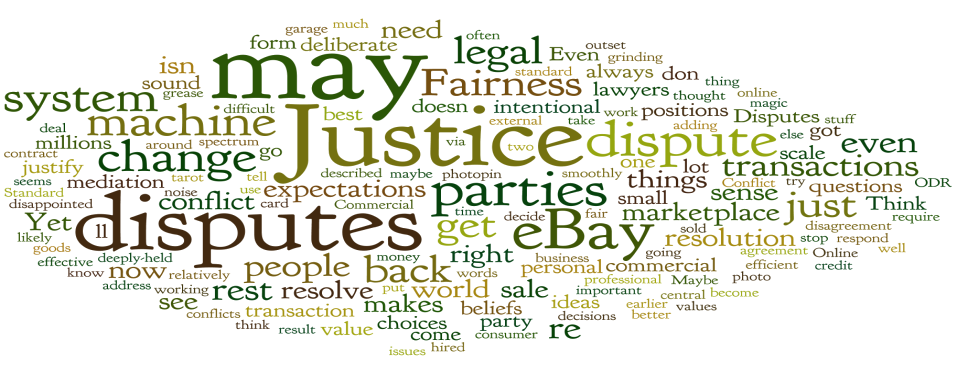 garage much
form deliberate need often
isn may legal Even outset grinding
sound grease Fairness standard always don thing
system difficult best doesn intentional lawyers thought online magic
deal machine Justice external work take positions Disputes stuff
millions around spectrum via two dispute adding else got
contract change go described maybe photopin smoothly one lot scale even
justify tell things transactions
seems mediation tarot use expectations parties small sense Conflict try questions ODR
Standard noise conflict card Commercial
disappointed disputes time decide fair marketplace just Think
Yet ll get eBay sold disagreement require
likely resolution stop respond
goods deeply-held money right business going agreement Online well
effective now people back words personal commercial efficient credit
know relatively professional Maybe photo
address working rest resolve put world sale important
see makes ideas central become
conflicts transaction beliefs earlier values
think result value choices party decisions better
come consumer re
issues hired